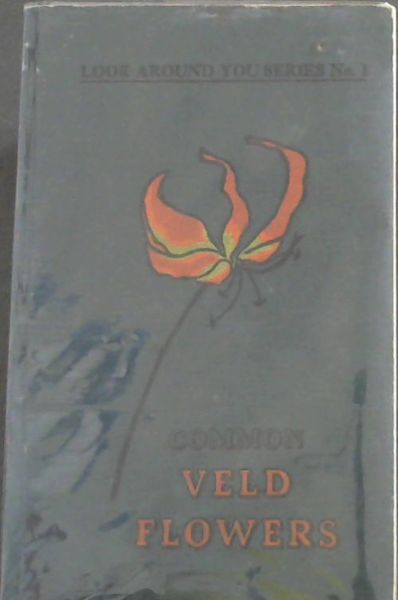 LOOK AROUND YOU SERIES No. 1
COMMON
VELD
FLOWERS